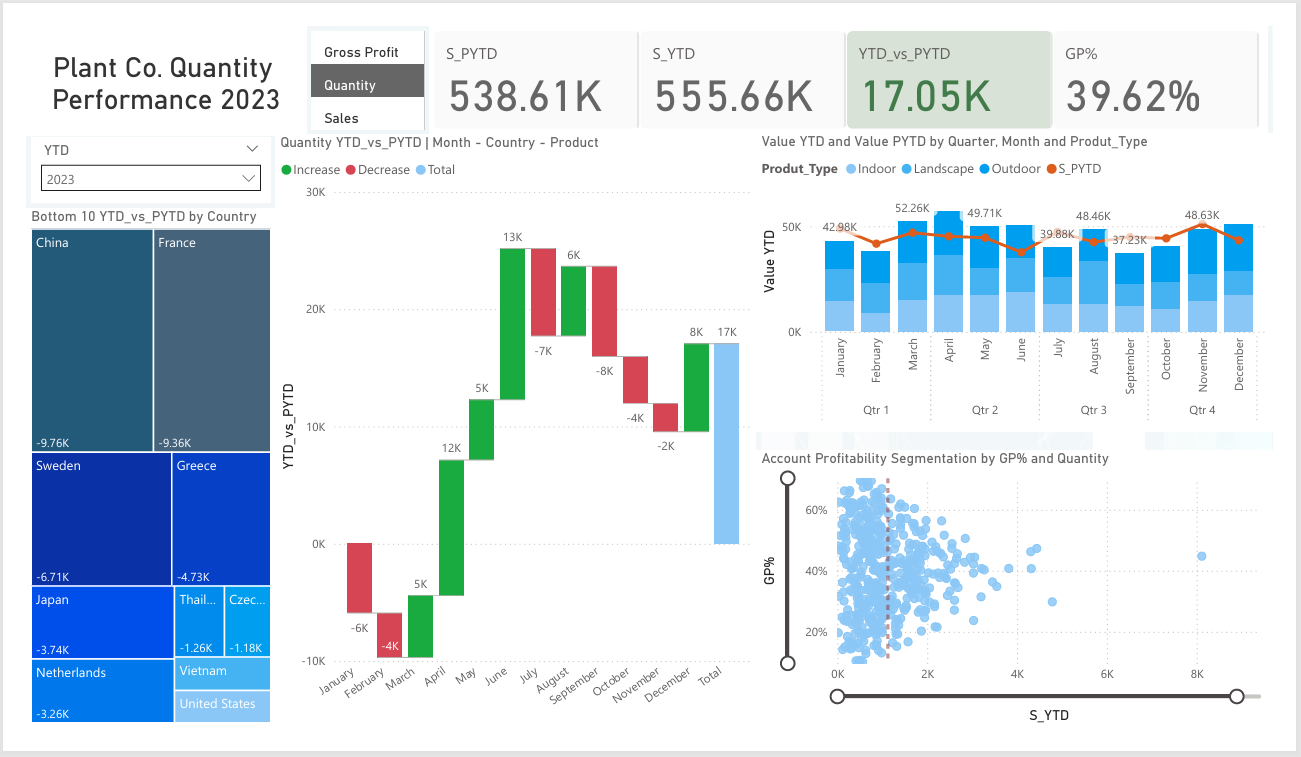 Plant Co. Quantity
Performance 2023
Gross Profit
Quantity
Sales
S_PYTD
538.61K
S_YTD
555.66K
YTD_vs_PYTD
17.05K
GP%
39.62%
YTD
2023
Bottom 10 YTD_vs_PYTD by Country
China
-9.76K
France
-9.36K
Sweden
-6.71K
Greece
-4.73K
Japan
-3.74K
Thail...
-1.26K
Czec...
-1.18K
Netherlands
-3.26K
Vietnam
United States
Quantity YTD_vs_PYTD | Month - Country - Product
Increase Decrease Total
YTD_vs_PYTD
30K
20K
10K
0K
-10K
-6K
-4K
5K
12K
5K
13K
-7K
6K
-8K
-4K
-2K
8K
17K
January
February
March
April
May
June
July
August
September
October
November
December
Total
Value YTD and Value PYTD by Quarter, Month and Produt_Type
Produt_Type Indoor Landscape Outdoor S_PYTD
Value YTD
50K
0K
42.98K
52.26K
49.71K
39.88K
48.46K
37.23K
48.63K
January
February
March
April
May
June
July
August
September
October
November
December
Qtr 1
Qtr 2
Qtr 3
Qtr 4
Account Profitability Segmentation by GP% and Quantity
GP%
60%
40%
20%
0K
2K
4K
6K
8K
S_YTD